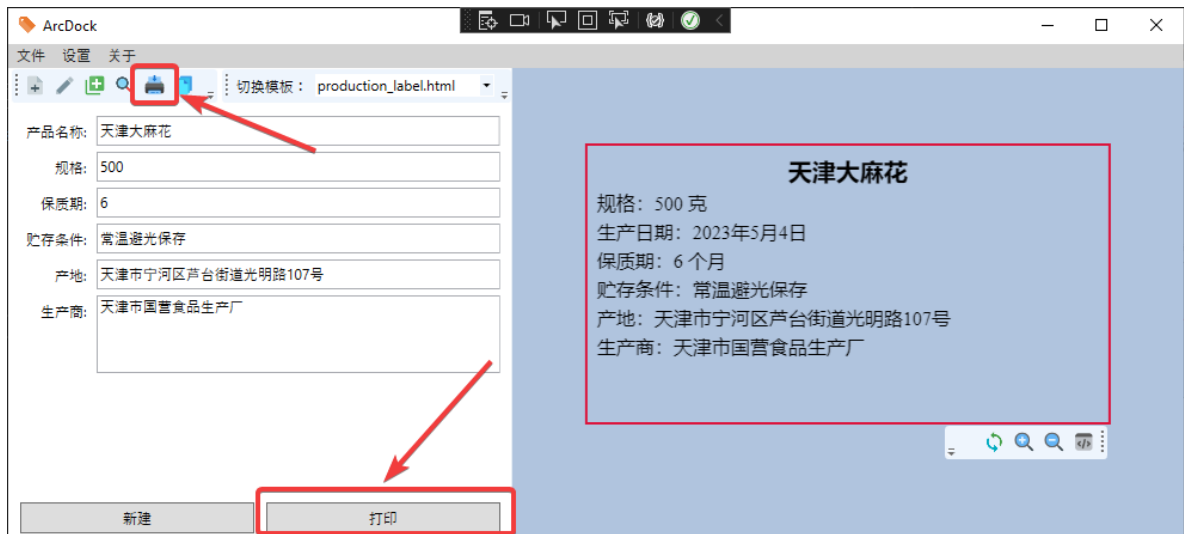 ArcDock
文件 设置 关于
切换模板： production_label.html
产品名称: 天津大麻花
规格: 500
保质期: 6
贮存条件: 常温避光保存
产地: 天津市宁河区芦台街道光明路107号
生产商: 天津市国营食品生产厂
新建 打印
天津大麻花
规格：500 克
生产日期：2023年5月4日
保质期：6 个月
贮存条件：常温避光保存
产地：天津市宁河区芦台街道光明路107号
生产商：天津市国营食品生产厂